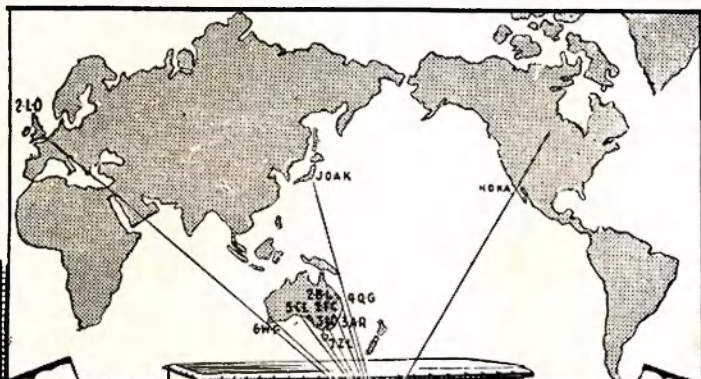 2LO
JOAK
KDKA
2BL 4QG
5CL 2FC
3LO 3AR
6WF
7ZL